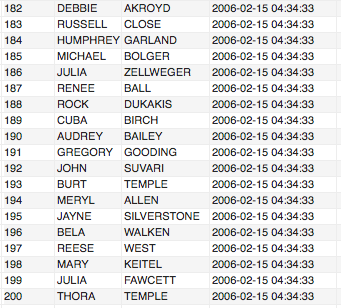 182 DEBBIE AKROYD 2006-02-15 04:34:33
183 RUSSELL CLOSE 2006-02-15 04:34:33
184 HUMPHREY GARLAND 2006-02-15 04:34:33
185 MICHAEL BOLGER 2006-02-15 04:34:33
186 JULIA ZELLWEGER 2006-02-15 04:34:33
187 RENEE BALL 2006-02-15 04:34:33
188 ROCK DUKAKIS 2006-02-15 04:34:33
189 CUBA BIRCH 2006-02-15 04:34:33
190 AUDREY BAILEY 2006-02-15 04:34:33
191 GREGORY GOODING 2006-02-15 04:34:33
192 JOHN SUVARI 2006-02-15 04:34:33
193 BURT TEMPLE 2006-02-15 04:34:33
194 MERYL ALLEN 2006-02-15 04:34:33
195 JAYNE SILVERSTONE 2006-02-15 04:34:33
196 BELA WALKEN 2006-02-15 04:34:33
197 REESE WEST 2006-02-15 04:34:33
198 MARY KEITEL 2006-02-15 04:34:33
199 JULIA FAWCETT 2006-02-15 04:34:33
200 THORA TEMPLE 2006-02-15 04:34:33